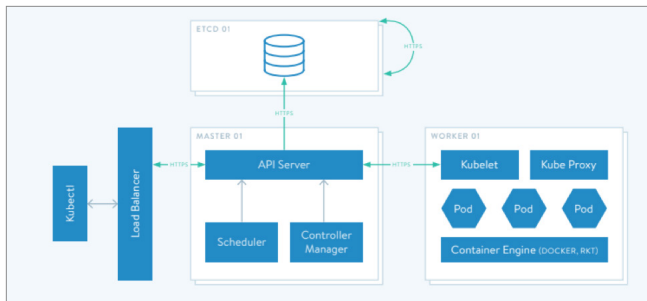 ETCD 01
HTTPS
HTTPS
MASTER 01
WORKER 01
Kubectl
Load Balancer
HTTPS
API Server
HTTPS
Kubelet
Kube Proxy
Pod
Pod
Pod
Scheduler
Controller
Manager
Container Engine (DOCKER, RKT)